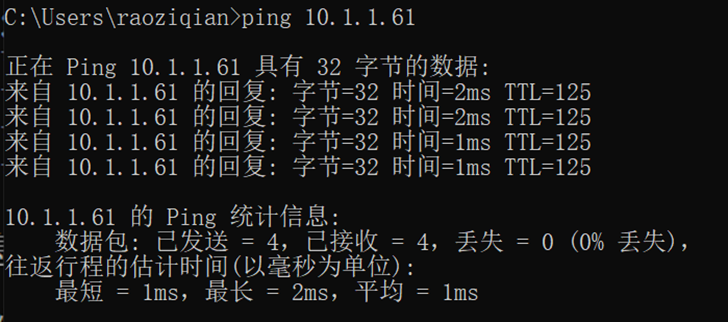 C:\Users\raoziqian>ping 10.1.1.61
正在 Ping 10.1.1.61 具有 32 字节的数据:
来自 10.1.1.61 的回复: 字节=32 时间=2ms TTL=125
来自 10.1.1.61 的回复: 字节=32 时间=2ms TTL=125
来自 10.1.1.61 的回复: 字节=32 时间=1ms TTL=125
来自 10.1.1.61 的回复: 字节=32 时间=1ms TTL=125
10.1.1.61 的 Ping 统计信息:
数据包: 已发送 = 4，已接收 = 4，丢失 = 0 (0% 丢失)，
往返行程的估计时间(以毫秒为单位):
最短 = 1ms，最长 = 2ms，平均 = 1ms